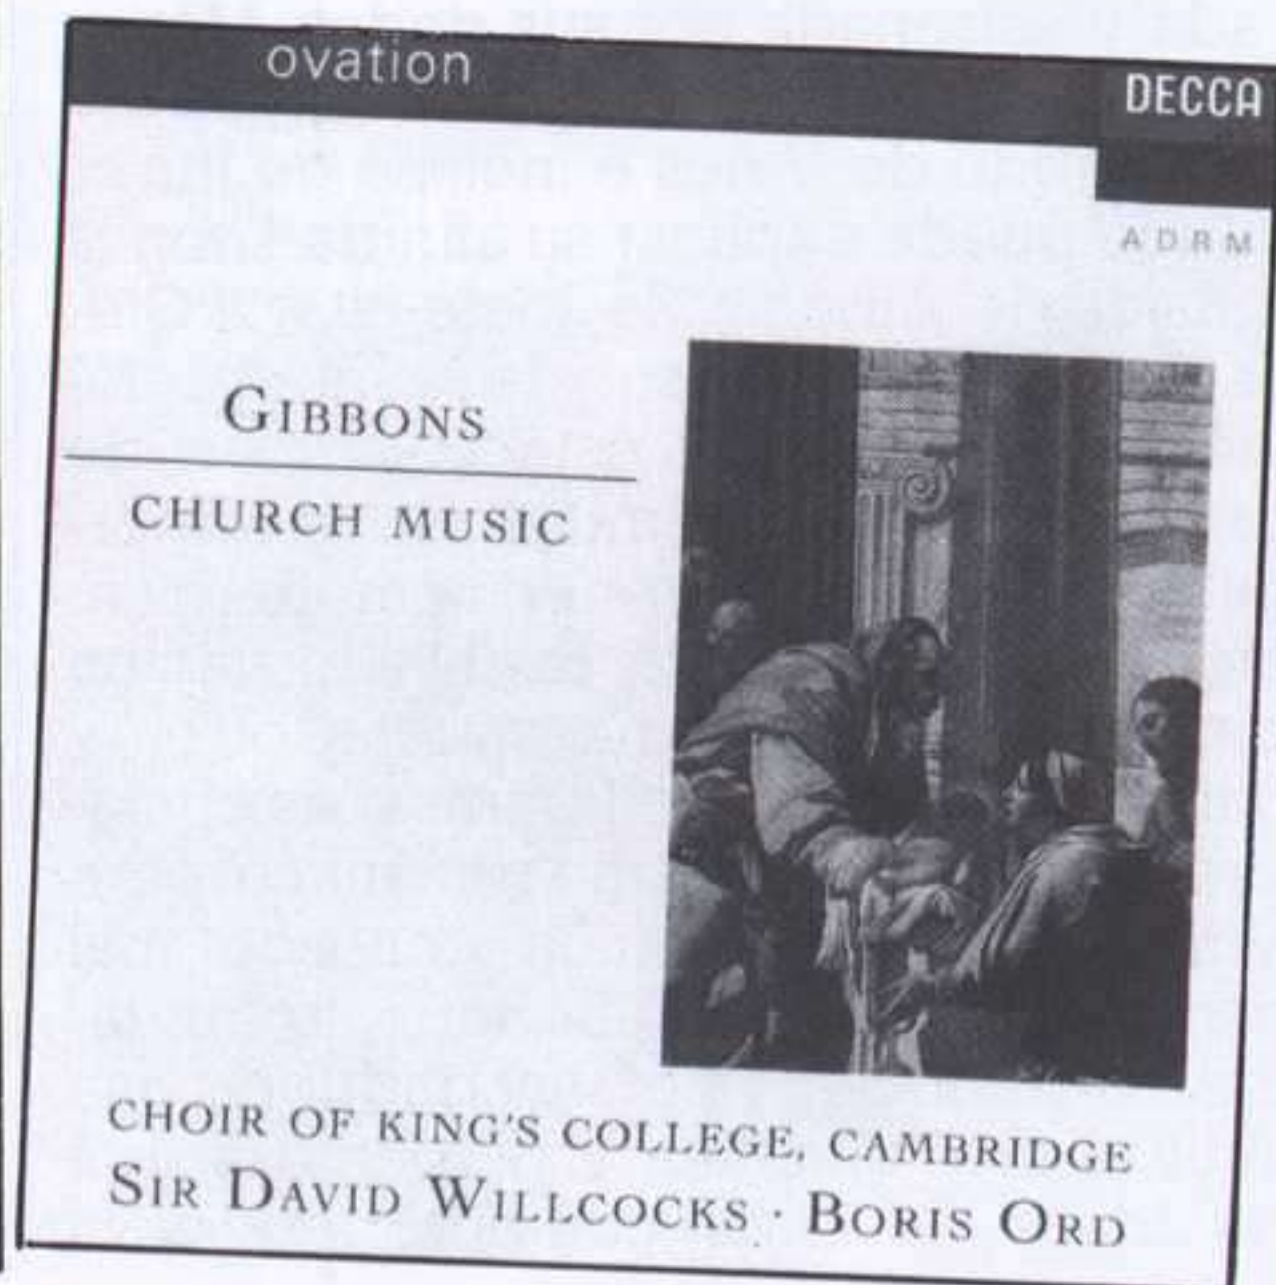 ovation
DECCA
ADRM
GIBBONS
CHURCH MUSIC
CHOIR OF KING'S COLLEGE, CAMBRIDGE
SIR DAVID WILLCOCKS · BORIS ORD